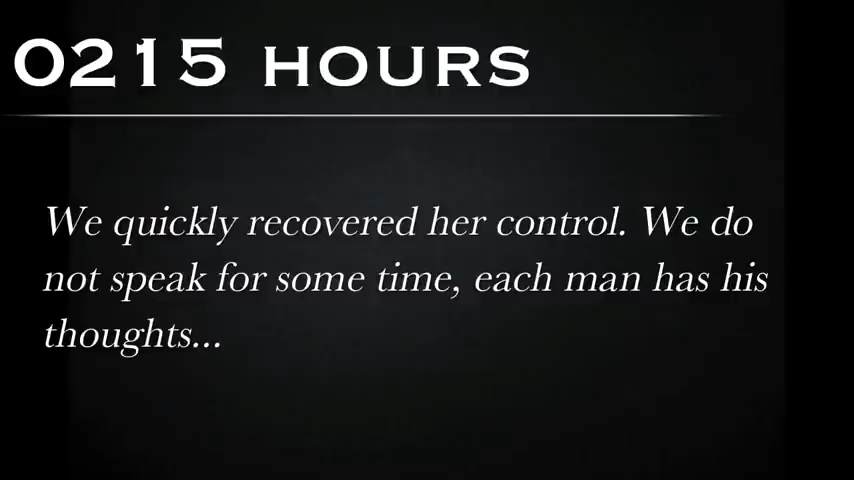 0215 HOURS
We quickly recovered her control. We do
not speak for some time, each man has his
thoughts...